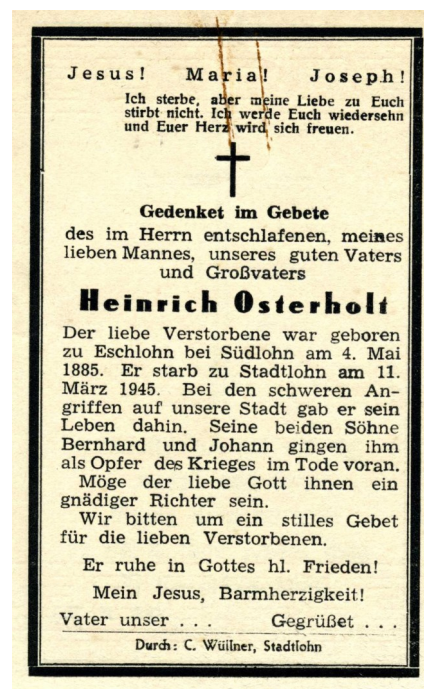 Jesus! Maria! Joseph!
Ich sterbe, aber meine Liebe zu Euch
stirbt nicht. Ich werde Euch wiedersehn
und Euer Herz wird sich freuen.
Gedenket im Gebete
des im Herrn entschlafenen, meines
lieben Mannes, unseres guten Vaters
und Großvaters
Heinrich Osterholt
Der liebe Verstorbene war geboren
zu Eschlohn bei Südlohn am 4. Mai
1885. Er starb zu Stadtlohn am 11.
März 1945. Bei den schweren An-
griffen auf unsere Stadt gab er sein
Leben dahin. Seine beiden Söhne
Bernhard und Johann gingen ihm
als Opfer des Krieges im Tode voran.
Möge der liebe Gott ihnen ein
gnädiger Richter sein.
Wir bitten um ein stilles Gebet
für die lieben Verstorbenen.
Er ruhe in Gottes hl. Frieden!
Mein Jesus, Barmherzigkeit!
Vater unser . . . Gegrüßet . . .
Durch: C. Wüllner, Stadtlohn